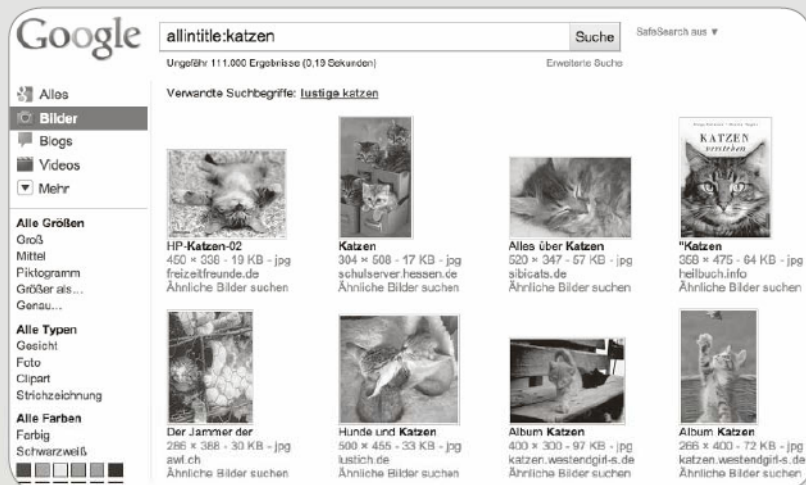 Google
allintitle:katzen
Suche
SafeSearch aus ▼
Ungefähr 111.000 Ergebnisse (0,19 Sekunden)
Erweiterte Suche
Alles
Bilder
Blogs
Videos
Mehr
Alle Größen
Groß
Mittel
Piktogramm
Größer als...
Genau...
Alle Typen
Gesicht
Foto
Clipart
Strichzeichnung
Alle Farben
Farbig
Schwarzweiß
Verwandte Suchbegriffe: lustige katzen
KATZEN
verstehen
HP-Katzen-02
450 × 338 - 19 KB - jpg
freizeitfreunde.de
Ähnliche Bilder suchen
Katzen
304 × 508 - 17 KB - jpg
schulserver.hessen.de
Ähnliche Bilder suchen
Alles über Katzen
520 × 347 - 57 KB - jpg
sibicats.de
Ähnliche Bilder suchen
"Katzen
358 × 475 - 64 KB - jpg
heilbuch.info
Ähnliche Bilder suchen
Der Jammer der
286 × 388 - 30 KB - jpg
awf.ch
Ähnliche Bilder suchen
Hunde und Katzen
500 × 455 - 33 KB - jpg
lustich.de
Ähnliche Bilder suchen
Album Katzen
400 × 300 - 97 KB - jpg
katzen.westendgirl-s.de
Ähnliche Bilder suchen
Album Katzen
266 × 400 - 72 KB - jpg
katzen.westendgirl-s.de
Ähnliche Bilder suchen